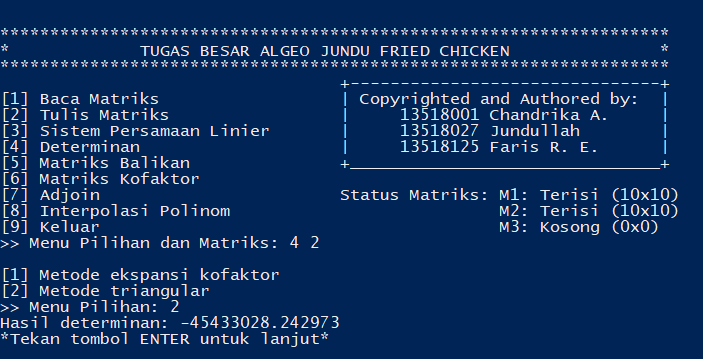 *******************************************************************
*             TUGAS BESAR ALGEO JUNDU FRIED CHICKEN               *
*******************************************************************
                                  +-------------------------------+
[1] Baca Matriks                  | Copyrighted and Authored by:  |
[2] Tulis Matriks                 |     13518001 Chandrika A.     |
[3] Sistem Persamaan Linier       |     13518027 Jundullah        |
[4] Determinan                    |     13518125 Faris R. E.      |
[5] Matriks Balikan               +_______________________________+
[6] Matriks Kofaktor
[7] Adjoin                        Status Matriks: M1: Terisi (10x10)
[8] Interpolasi Polinom                           M2: Terisi (10x10)
[9] Keluar                                        M3: Kosong (0x0)
>> Menu Pilihan dan Matriks: 4 2

[1] Metode ekspansi kofaktor
[2] Metode triangular
>> Menu Pilihan: 2
Hasil determinan: -45433028.242973
*Tekan tombol ENTER untuk lanjut*